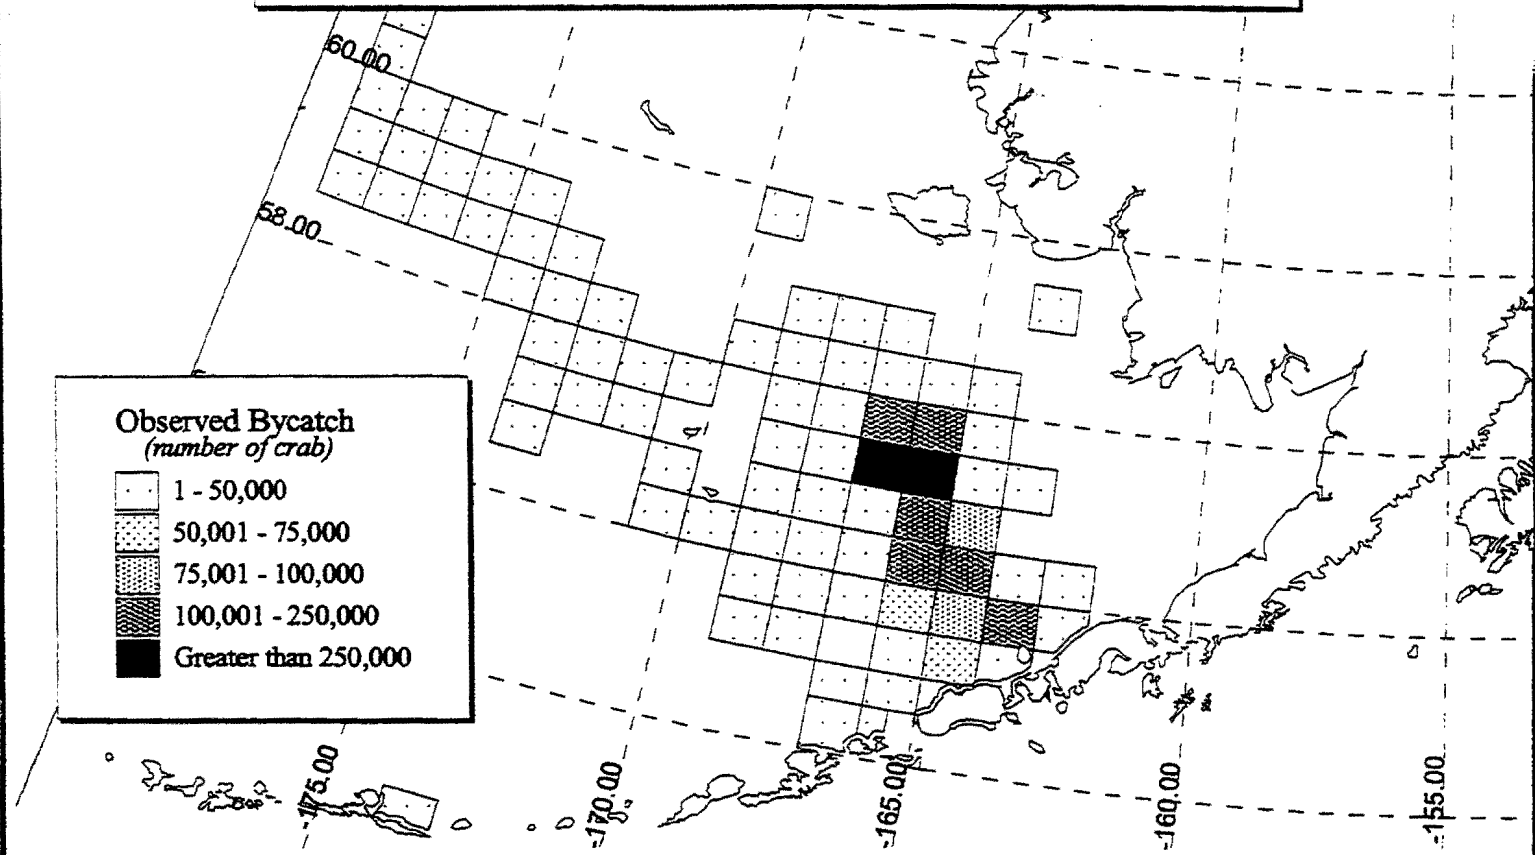 60.00
58.00
Observed Bycatch
(number of crab)
1 - 50,000
50,001 - 75,000
75,001 - 100,000
100,001 - 250,000
Greater than 250,000
-175.00
-170.00
-165.00
-160.00
-155.00